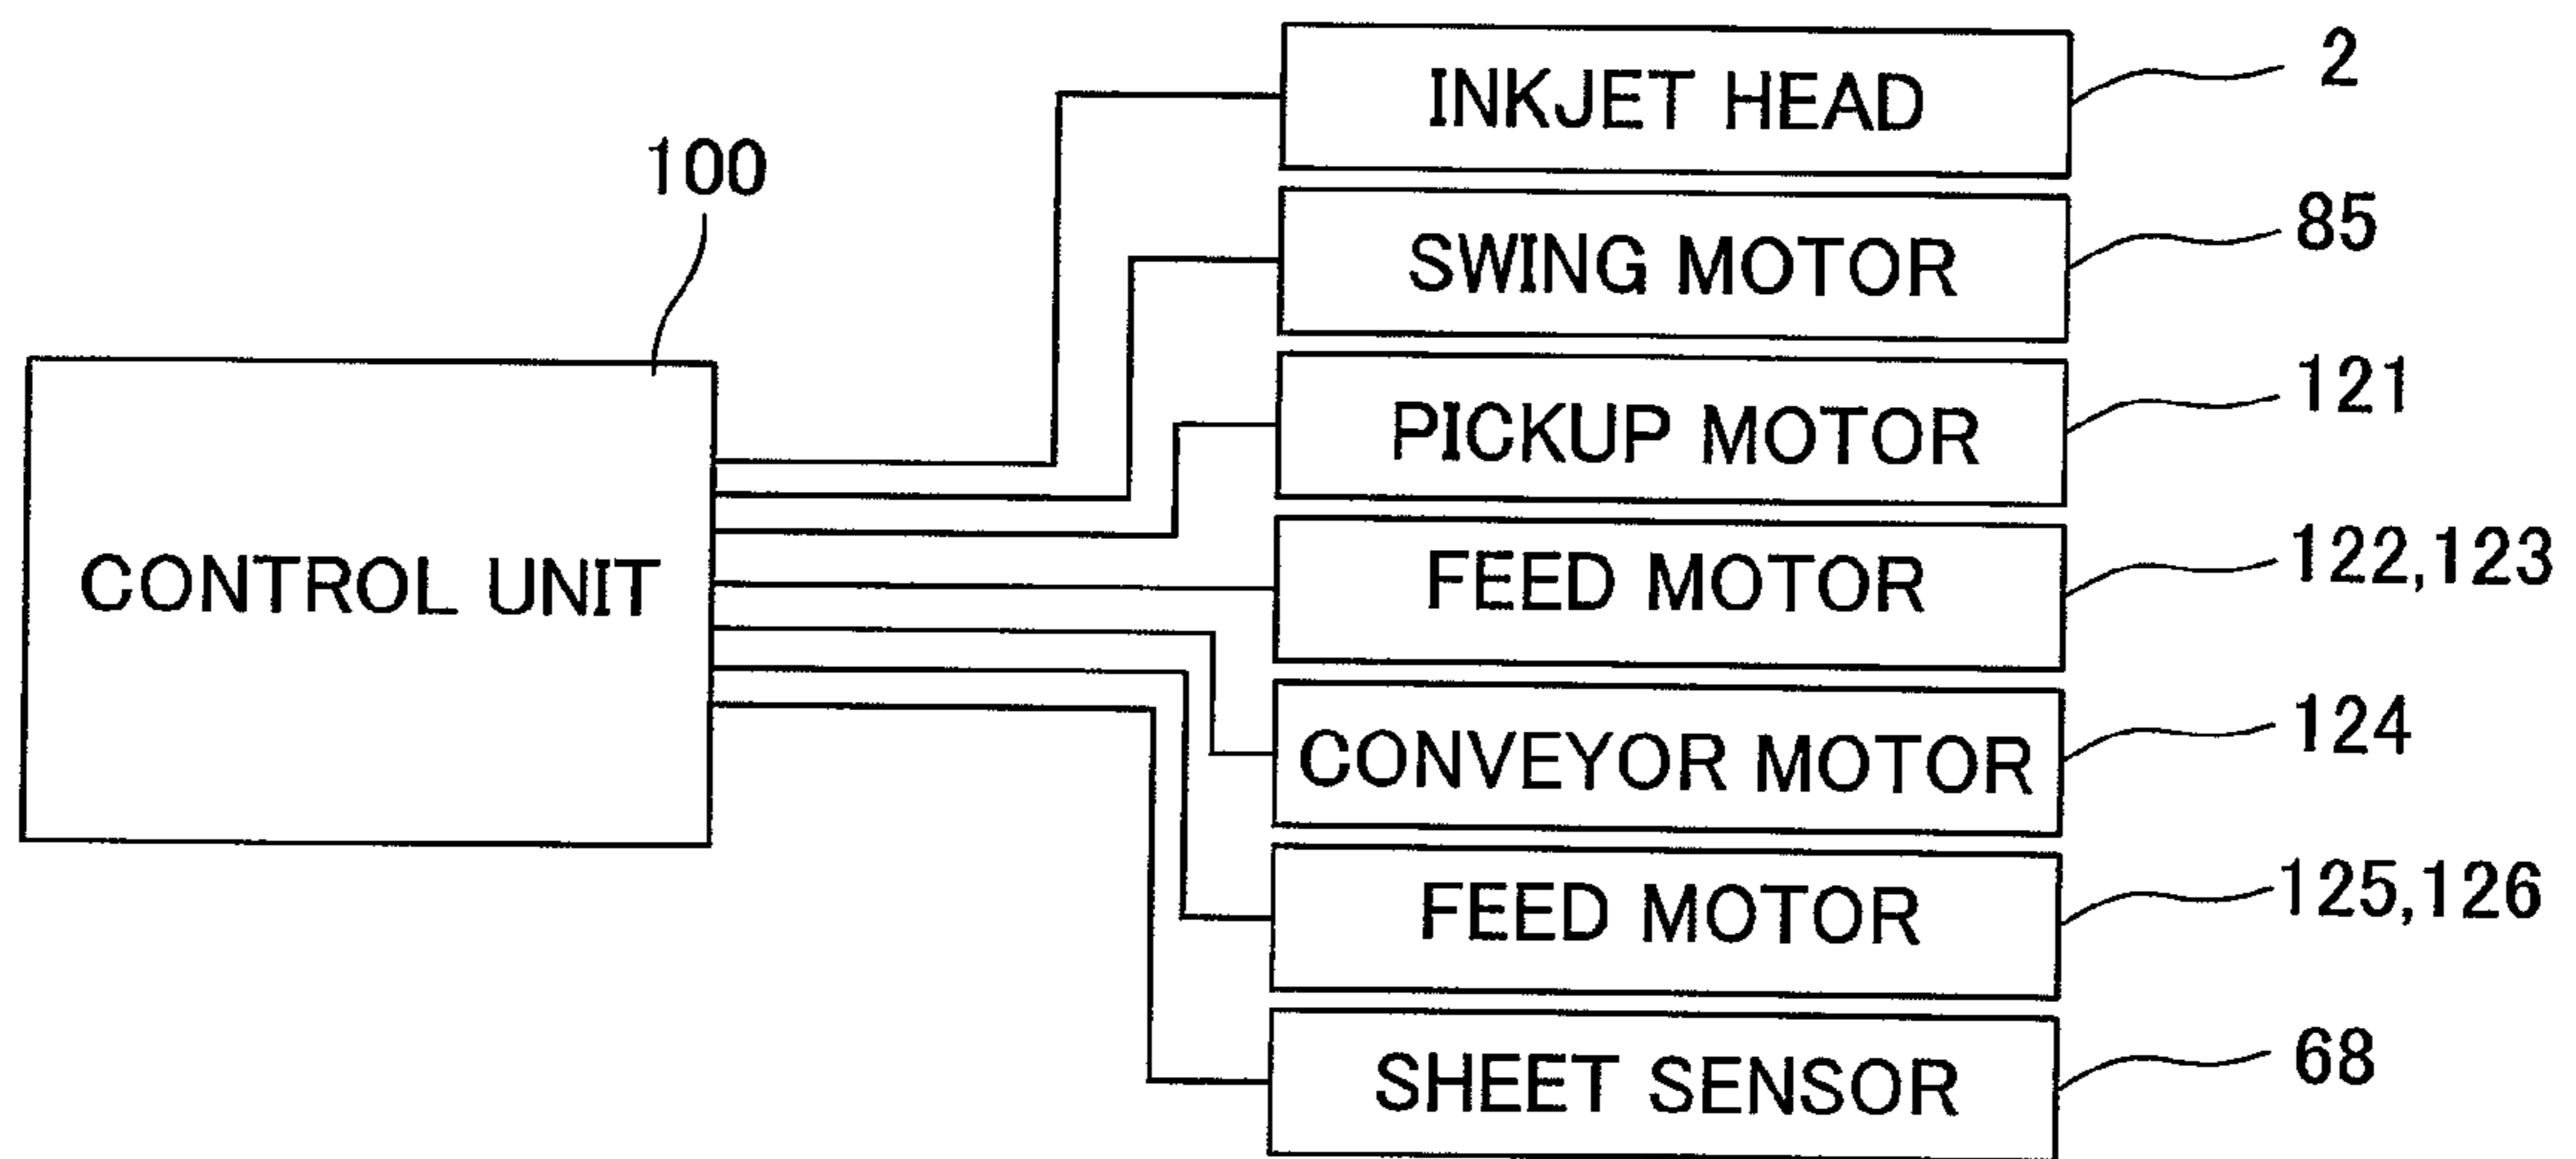 INKJET HEAD 2
100
SWING MOTOR 85
PICKUP MOTOR 121
CONTROL UNIT
FEED MOTOR 122,123
CONVEYOR MOTOR 124
FEED MOTOR 125,126
SHEET SENSOR 68